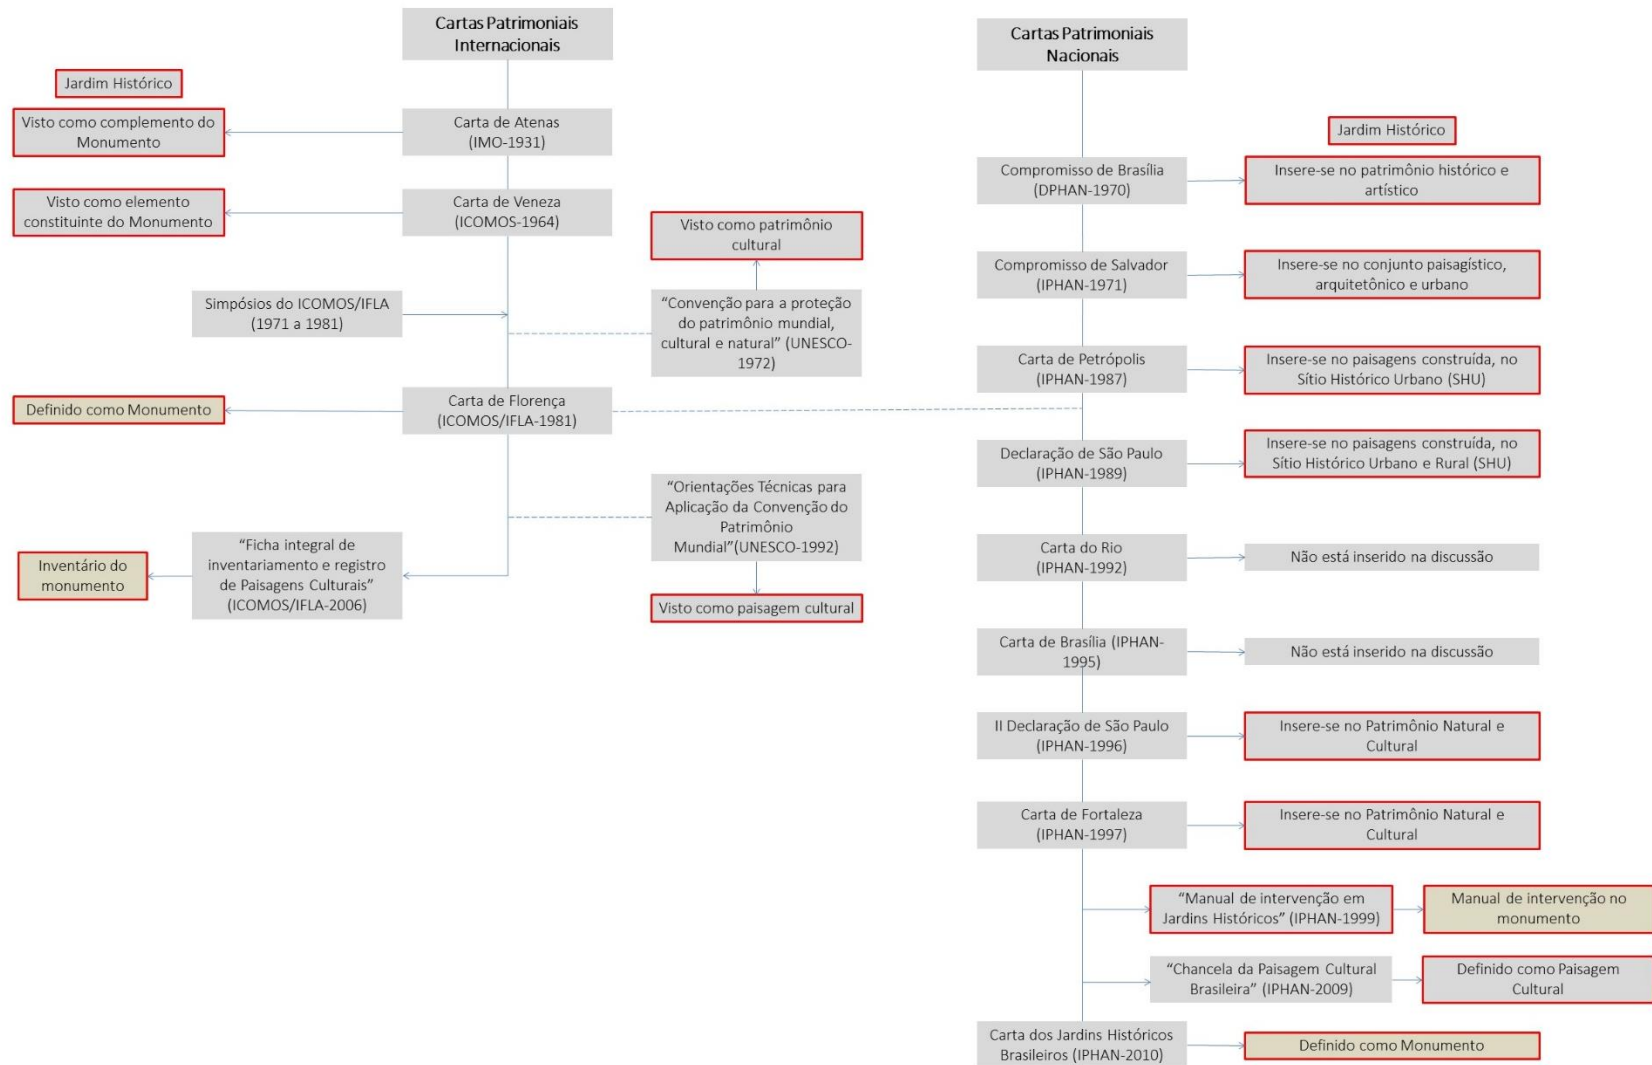 Cartas Patrimoniais
Internacionais
Jardim Histórico
Visto como complemento do
Monumento
Carta de Atenas
(IMO-1931)
Visto como elemento
constituinte do Monumento
Carta de Veneza
(ICOMOS-1964)
Visto como patrimônio
cultural
Simpósios do ICOMOS/IFLA
(1971 a 1981)
“Convenção para a proteção
do patrimônio mundial,
cultural e natural” (UNESCO-
1972)
Definido como Monumento
Carta de Florença
(ICOMOS/IFLA-1981)
“Orientações Técnicas para
Aplicação da Convenção do
Patrimônio
Mundial”(UNESCO-1992)
Inventário do
monumento
“Ficha integral de
inventariamento e registro
de Paisagens Culturais”
(ICOMOS/IFLA-2006)
Visto como paisagem cultural
Cartas Patrimoniais
Nacionais
Jardim Histórico
Compromisso de Brasília
(DPHAN-1970)
Insere-se no patrimônio histórico e
artístico
Compromisso de Salvador
(IPHAN-1971)
Insere-se no conjunto paisagístico,
arquitetônico e urbano
Carta de Petrópolis
(IPHAN-1987)
Insere-se no paisagens construída, no
Sítio Histórico Urbano (SHU)
Declaração de São Paulo
(IPHAN-1989)
Insere-se no paisagens construída, no
Sítio Histórico Urbano e Rural (SHU)
Carta do Rio
(IPHAN-1992)
Não está inserido na discussão
Carta de Brasília (IPHAN-
1995)
Não está inserido na discussão
II Declaração de São Paulo
(IPHAN-1996)
Insere-se no Patrimônio Natural e
Cultural
Carta de Fortaleza
(IPHAN-1997)
Insere-se no Patrimônio Natural e
Cultural
“Manual de intervenção em
Jardins Históricos” (IPHAN-1999)
Manual de intervenção no
monumento
“Chancela da Paisagem Cultural
Brasileira” (IPHAN-2009)
Definido como Paisagem
Cultural
Carta dos Jardins Históricos
Brasileiros (IPHAN-2010)
Definido como Monumento